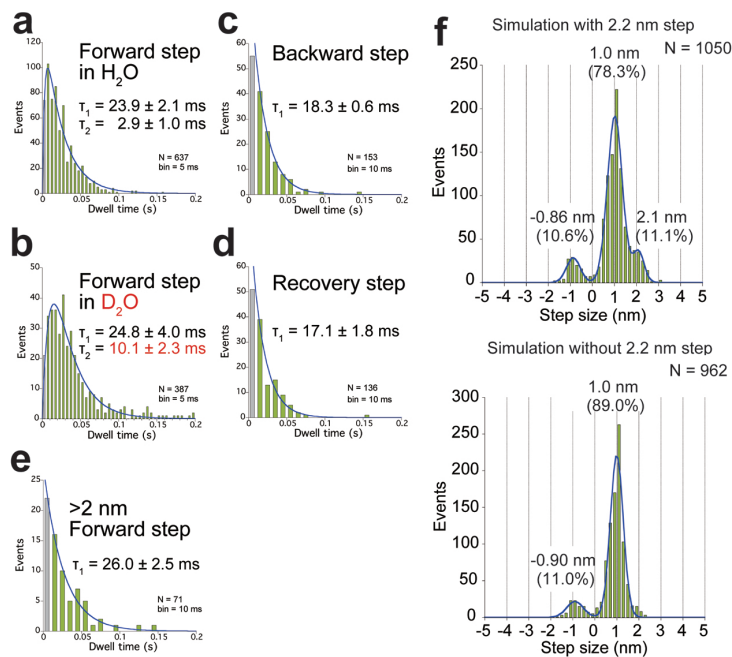 a
Forward step
in H2O
τ1 = 23.9 ± 2.1 ms
τ2 = 2.9 ± 1.0 ms
N = 637
bin = 5 ms
Events
120
100
80
60
40
20
0
0 0.05 0.1 0.15 0.2
Dwell time (s)
b
Forward step
in D2O
τ1 = 24.8 ± 4.0 ms
τ2 = 10.1 ± 2.3 ms
N = 387
bin = 5 ms
Events
50
40
30
20
10
0
0 0.05 0.1 0.15 0.2
Dwell time (s)
c
Backward step
τ1 = 18.3 ± 0.6 ms
N = 153
bin = 10 ms
Events
60
50
40
30
20
10
0
0 0.05 0.1 0.15 0.2
Dwell time (s)
d
Recovery step
τ1 = 17.1 ± 1.8 ms
N = 136
bin = 10 ms
Events
60
50
40
30
20
10
0
0 0.05 0.1 0.15 0.2
Dwell time (s)
e
>2 nm
Forward step
τ1 = 26.0 ± 2.5 ms
N = 71
bin = 10 ms
Events
25
20
15
10
5
0
0 0.05 0.1 0.15 0.2
Dwell time (s)
f
Simulation with 2.2 nm step
1.0 nm
(78.3%)
N = 1050
-0.86 nm
(10.6%)
2.1 nm
(11.1%)
Events
250
200
150
100
50
0
-5 -4 -3 -2 -1 0 1 2 3 4 5
Step size (nm)
Simulation without 2.2 nm step
N = 962
1.0 nm
(89.0%)
-0.90 nm
(11.0%)
Events
300
250
200
150
100
50
0
-5 -4 -3 -2 -1 0 1 2 3 4 5
Step size (nm)